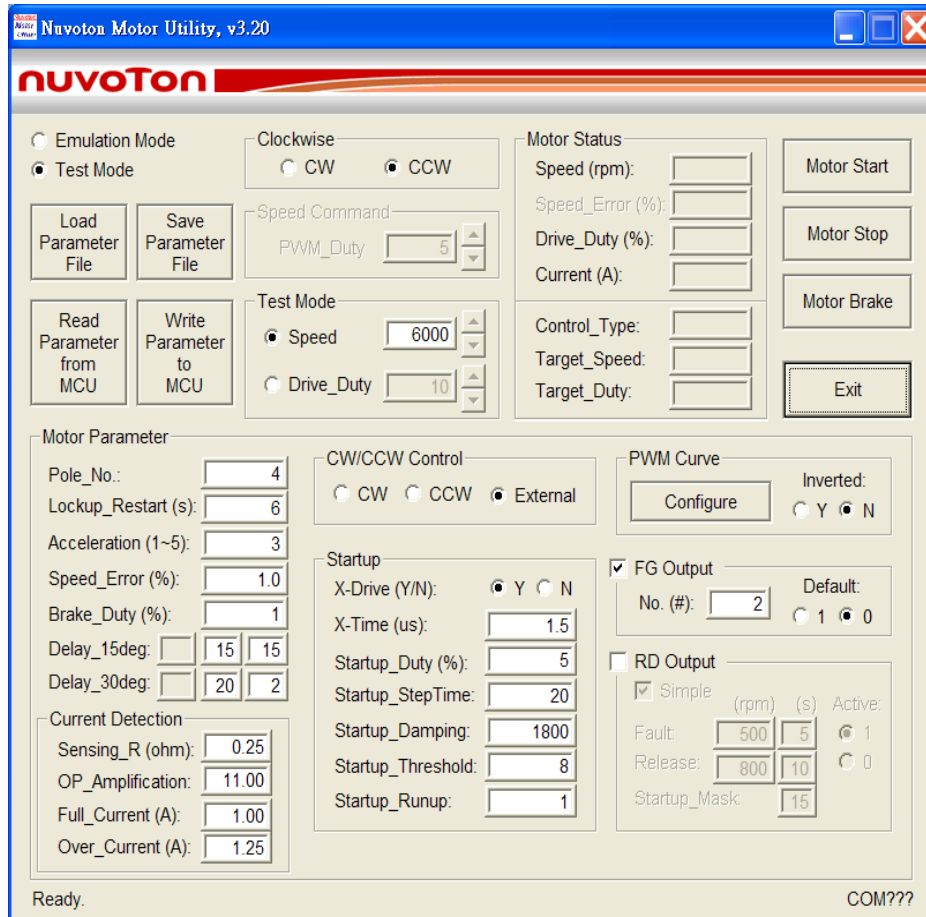 Nuvoton Motor Utility, v3.20
nuvoTon
Emulation Mode
Test Mode
Load
Parameter
File
Save
Parameter
File
Read
Parameter
from
MCU
Write
Parameter
to
MCU
Clockwise
CW CCW
Speed Command
PWM_Duty 5
Test Mode
Speed 6000
Drive_Duty 10
Motor Status
Speed (rpm):
Speed_Error (%):
Drive_Duty (%):
Current (A):
Control_Type:
Target_Speed:
Target_Duty:
Motor Start
Motor Stop
Motor Brake
Exit
Motor Parameter
Pole_No.: 4
Lockup_Restart (s): 6
Acceleration (1~5): 3
Speed_Error (%): 1.0
Brake_Duty (%): 1
Delay_15deg: 15 15
Delay_30deg: 20 2
Current Detection
Sensing_R (ohm): 0.25
OP_Amplification: 11.00
Full_Current (A): 1.00
Over_Current (A): 1.25
CW/CCW Control
CW CCW External
Startup
X-Drive (Y/N): Y N
X-Time (us): 1.5
Startup_Duty (%): 5
Startup_StepTime: 20
Startup_Damping: 1800
Startup_Threshold: 8
Startup_Runup: 1
PWM Curve
Configure
Inverted:
Y N
FG Output
No. (#): 2
Default:
1 0
RD Output
Simple
(rpm) (s) Active:
Fault: 500 5 1
Release: 800 10 0
Startup_Mask: 15
Ready.
COM???